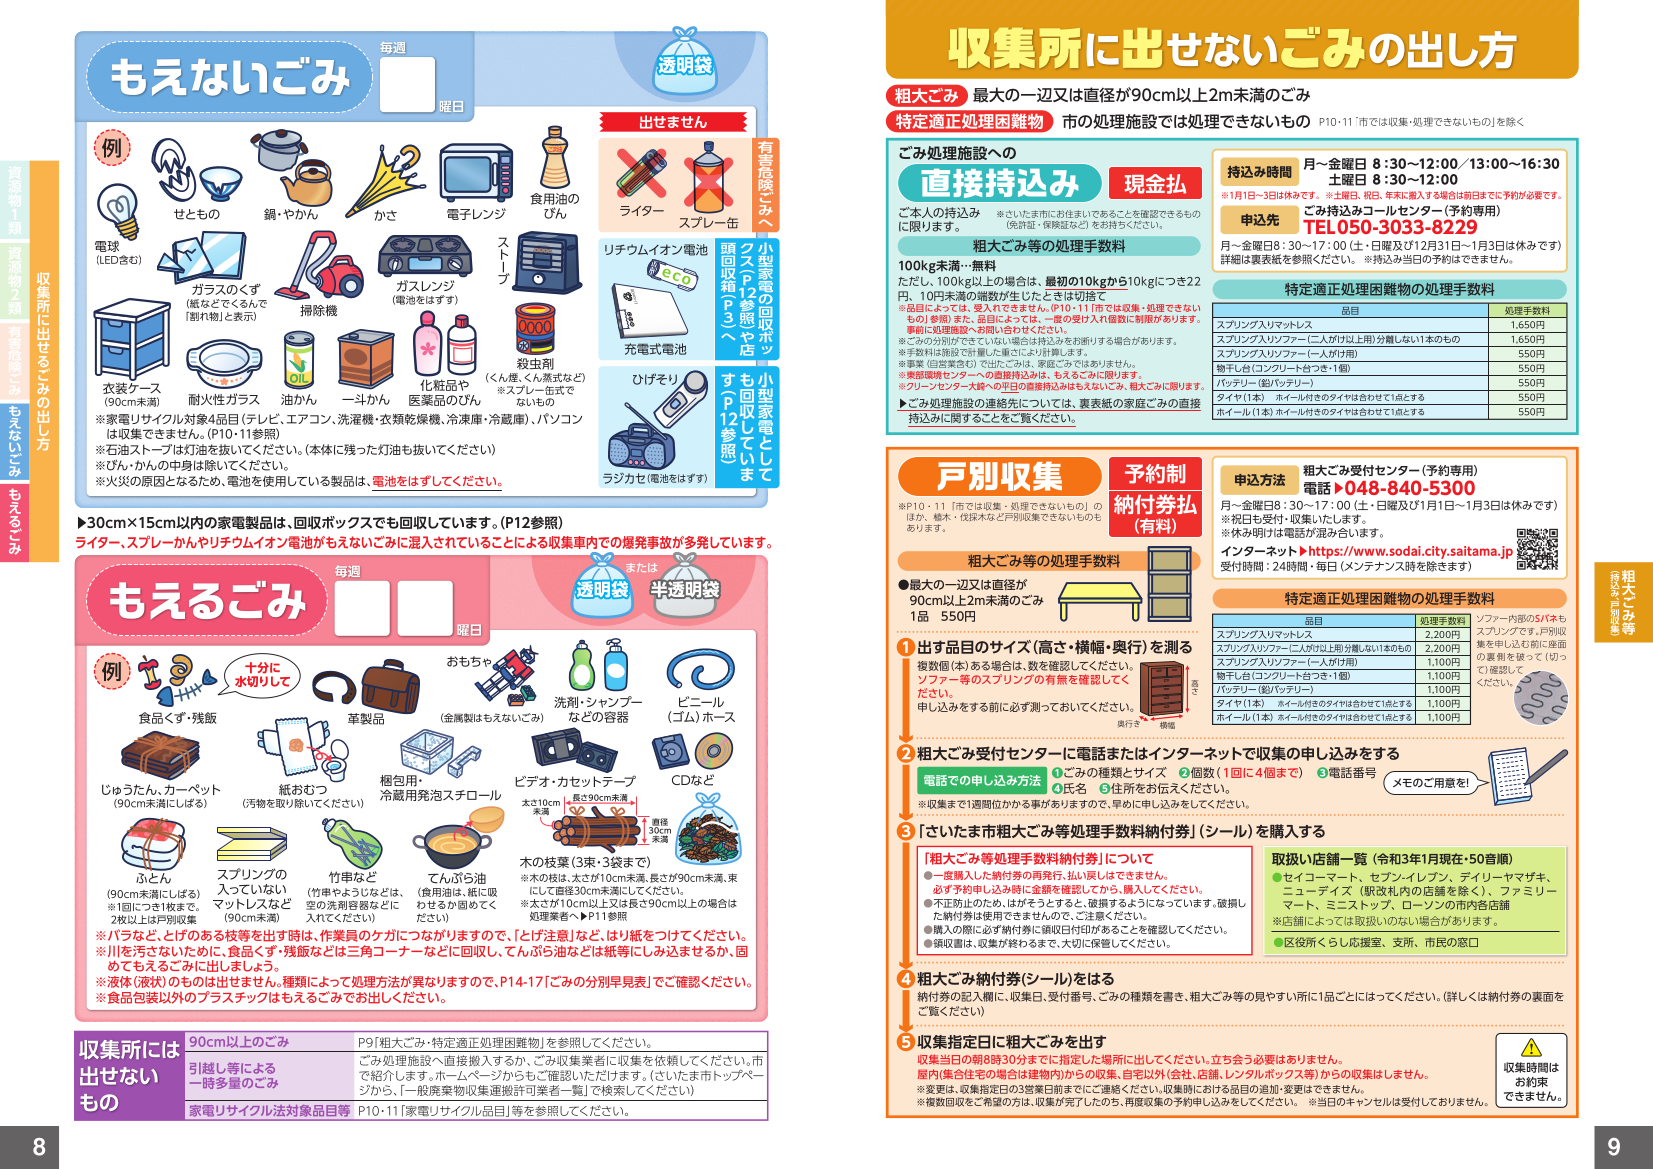 もえないごみ
毎週
曜日
透明袋
例
電球
(LED含む)
せともの
鍋・やかん
かさ
電子レンジ
食用油の
びん
ガラスのくず
(紙などでくるんで
「割れ物」と表示)
掃除機
ガスレンジ
(電池をはずす)
ストーブ
衣装ケース
(90cm未満)
耐火性ガラス
油かん
OIL
一斗かん
化粧品や
医薬品のびん
殺虫剤
(くん煙、くん蒸式など)
※スプレー缶式で
ないもの
※家電リサイクル対象4品目(テレビ、エアコン、洗濯機・衣類乾燥機、冷凍庫・冷蔵庫)、パソコン
は収集できません。(P10・11参照)
※石油ストーブは灯油を抜いてください。(本体に残った灯油も抜いてください)
※びん・かんの中身は除いてください。
※火災の原因となるため、電池を使用している製品は、電池をはずしてください。
出せません
ライター
スプレー缶
有害危険ごみへ
リチウムイオン電池
eco
充電式電池
小型家電の回収ボッ
クス(P12参照)や店
頭回収箱(P3)へ
ひげそり
ラジカセ(電池をはずす)
小型家電として
も回収していま
す(P12参照)
▶30cm×15cm以内の家電製品は、回収ボックスでも回収しています。(P12参照)
ライター、スプレーかんやリチウムイオン電池がもえないごみに混入されていることによる収集車内での爆発事故が多発しています。
もえるごみ
毎週
曜日
透明袋
または
半透明袋
例
十分に
水切りして
食品くず・残飯
革製品
おもちゃ
(金属製はもえないごみ)
洗剤・シャンプー
などの容器
ビニール
(ゴム)ホース
じゅうたん、カーペット
(90cm未満にしばる)
紙おむつ
(汚物を取り除いてください)
梱包用・
冷蔵用発泡スチロール
ビデオ・カセットテープ
CDなど
ふとん
(90cm未満にしばる)
※1回につき1枚まで。
2枚以上は戸別収集
スプリングの
入っていない
マットレスなど
(90cm未満)
竹串など
(竹串やようじなどは、
空の洗剤容器などに
入れてください)
てんぷら油
(食用油は、紙に吸
わせるか固めてく
ださい)
太さ10cm
未満
長さ90cm未満
直径
30cm
未満
木の枝葉(3束・3袋まで)
※木の枝は、太さが10cm未満、長さが90cm未満、束
にして直径30cm未満にしてください。
※太さが10cm以上又は長さ90cm以上の場合は
処理業者へ▶P11参照
※バラなど、とげのある枝等を出す時は、作業員のケガにつながりますので、「とげ注意」など、はり紙をつけてください。
※川を汚さないために、食品くず・残飯などは三角コーナーなどに回収し、てんぷら油などは紙等にしみ込ませるか、固
めてもえるごみに出しましょう。
※液体(液状)のものは出せません。種類によって処理方法が異なりますので、P14-17「ごみの分別早見表」でご確認ください。
※食品包装以外のプラスチックはもえるごみでお出しください。
収集所には
出せない
もの
90cm以上のごみ
P9「粗大ごみ・特定適正処理困難物」を参照してください。
引越し等による
一時多量のごみ
ごみ処理施設へ直接搬入するか、ごみ収集業者に収集を依頼してください。市
で紹介します。ホームページからもご確認いただけます。(さいたま市トップペー
ジから、「一般廃棄物収集運搬許可業者一覧」で検索してください)
家電リサイクル法対象品目等
P10・11「家電リサイクル品目」等を参照してください。
資源物1類
資源物2類
有害危険ごみ
もえないごみ
もえるごみ
収集所に出せるごみの出し方
8
収集所に出せないごみの出し方
粗大ごみ 最大の一辺又は直径が90cm以上2m未満のごみ
特定適正処理困難物 市の処理施設では処理できないもの P10・11「市では収集・処理できないもの」を除く
ごみ処理施設への
直接持込み
現金払
ご本人の持込み
に限ります。
※さいたま市にお住まいであることを確認できるもの
(免許証・保険証など)をお持ちください。
粗大ごみ等の処理手数料
100kg未満…無料
ただし、100kg以上の場合は、最初の10kgから10kgにつき22
円、10円未満の端数が生じたときは切捨て
※品目によっては、受入れできません。(P10・11「市では収集・処理できない
もの」参照)また、品目によっては、一度の受け入れ個数に制限があります。
事前に処理施設へお問い合わせください。
※ごみの分別ができていない場合は持込みをお断りする場合があります。
※手数料は施設で計量した重さにより計算します。
※事業(自営業含む)で出たごみは、家庭ごみではありません。
※東部環境センターへの直接持込みは、もえるごみに限ります。
※クリーンセンター大崎への平日の直接持込みはもえないごみ、粗大ごみに限ります。
▶ごみ処理施設の連絡先については、裏表紙の家庭ごみの直接
持込みに関することをご覧ください。
持込み時間
月〜金曜日 8:30〜12:00/13:00〜16:30
土曜日 8:30〜12:00
※1月1日〜3日は休みです。 ※土曜日、祝日、年末に搬入する場合は前日までに予約が必要です。
申込先
ごみ持込みコールセンター(予約専用)
TEL050-3033-8229
月〜金曜日8:30〜17:00(土・日曜及び12月31日〜1月3日は休みです)
詳細は裏表紙を参照ください。 ※持込み当日の予約はできません。
特定適正処理困難物の処理手数料
品目 処理手数料
スプリング入りマットレス 1,650円
スプリング入りソファー(二人がけ以上用)分離しない1本のもの 1,650円
スプリング入りソファー(一人がけ用) 550円
物干し台(コンクリート台つき・1個) 550円
バッテリー(鉛バッテリー) 550円
タイヤ(1本) ホイール付きのタイヤは合わせて1点とする 550円
ホイール(1本) ホイール付きのタイヤは合わせて1点とする 550円
戸別収集
予約制
納付券払
(有料)
※P10・11「市では収集・処理できないもの」の
ほか、植木・伐採木など戸別収集できないものも
あります。
申込方法
粗大ごみ受付センター(予約専用)
電話▶048-840-5300
月〜金曜日8:30〜17:00(土・日曜及び1月1日〜1月3日は休みです)
※祝日も受付・収集いたします。
※休み明けは電話が混み合います。
インターネット▶https://www.sodai.city.saitama.jp
受付時間:24時間・毎日(メンテナンス時を除きます)
粗大ごみ等の処理手数料
●最大の一辺又は直径が
90cm以上2m未満のごみ
1品 550円
特定適正処理困難物の処理手数料
品目 処理手数料
スプリング入りマットレス 2,200円
スプリング入りソファー(二人がけ以上用)分離しない1本のもの 2,200円
スプリング入りソファー(一人がけ用) 1,100円
物干し台(コンクリート台つき・1個) 1,100円
バッテリー(鉛バッテリー) 1,100円
タイヤ(1本) ホイール付きのタイヤは合わせて1点とする 1,100円
ホイール(1本) ホイール付きのタイヤは合わせて1点とする 1,100円
ソファー内部のSバネも
スプリングです。戸別収
集を申し込む前に座面
の裏側を破って(切っ
て)確認して
ください。
❶出す品目のサイズ(高さ・横幅・奥行)を測る
複数個(本)ある場合は、数を確認してください。
ソファー等のスプリングの有無を確認してく
ださい。
申し込みをする前に必ず測っておいてください。
高さ
奥行き
横幅
❷粗大ごみ受付センターに電話またはインターネットで収集の申し込みをする
電話での申し込み方法
❶ごみの種類とサイズ ❷個数(1回に4個まで) ❸電話番号
❹氏名 ❺住所をお伝えください。
※収集まで1週間位かかる事がありますので、早めに申し込みをしてください。
メモのご用意を!
❸「さいたま市粗大ごみ等処理手数料納付券」(シール)を購入する
「粗大ごみ等処理手数料納付券」について
●一度購入した納付券の再発行、払い戻しはできません。
必ず予約申し込み時に金額を確認してから、購入してください。
●不正防止のため、はがそうとすると、破損するようになっています。破損し
た納付券は使用できませんので、ご注意ください。
●購入の際に必ず納付券に領収日付印があることを確認してください。
●領収書は、収集が終わるまで、大切に保管してください。
取扱い店舗一覧(令和3年1月現在・50音順)
●セイコーマート、セブン-イレブン、デイリーヤマザキ、
ニューデイズ(駅改札内の店舗を除く)、ファミリー
マート、ミニストップ、ローソンの市内各店舗
※店舗によっては取扱いのない場合があります。
●区役所くらし応援室、支所、市民の窓口
❹粗大ごみ納付券(シール)をはる
納付券の記入欄に、収集日、受付番号、ごみの種類を書き、粗大ごみ等の見やすい所に1品ごとにはってください。(詳しくは納付券の裏面を
ご覧ください)
❺収集指定日に粗大ごみを出す
収集当日の朝8時30分までに指定した場所に出してください。立ち会う必要はありません。
屋内(集合住宅の場合は建物内)からの収集、自宅以外(会社、店舗、レンタルボックス等)からの収集はしません。
※変更は、収集指定日の3営業日前までにご連絡ください。収集時における品目の追加・変更はできません。
※複数回収をご希望の方は、収集が完了したのち、再度収集の予約申し込みをしてください。 ※当日のキャンセルは受付しておりません。
収集時間は
お約束
できません。
粗大ごみ等
(持込み、戸別収集)
9